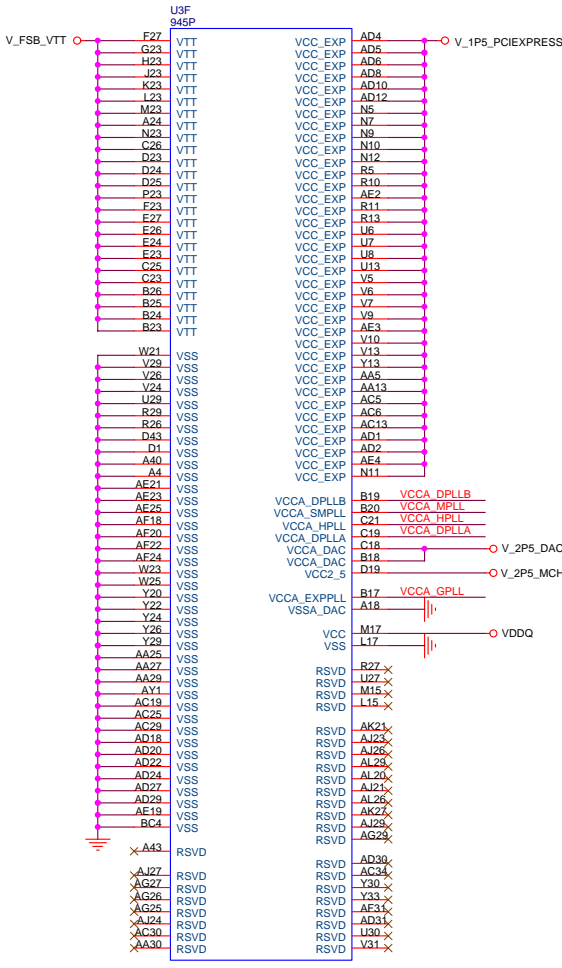 U3F
945P
V_FSB_VTT F27 VTT VCC_EXP AD4 V_1P5_PCIEXPRESS
G23 VTT VCC_EXP AD5
H23 VTT VCC_EXP AD6
J23 VTT VCC_EXP AD8
K23 VTT VCC_EXP AD10
L23 VTT VCC_EXP AD12
M23 VTT VCC_EXP N5
A24 VTT VCC_EXP N7
N23 VTT VCC_EXP N9
C26 VTT VCC_EXP N10
D23 VTT VCC_EXP N12
D24 VTT VCC_EXP R5
D25 VTT VCC_EXP R10
P23 VTT VCC_EXP AE2
F23 VTT VCC_EXP R11
E27 VTT VCC_EXP R13
E26 VTT VCC_EXP U6
E24 VTT VCC_EXP U7
E23 VTT VCC_EXP U8
C25 VTT VCC_EXP U13
C23 VTT VCC_EXP V5
B26 VTT VCC_EXP V6
B25 VTT VCC_EXP V7
B24 VTT VCC_EXP V9
B23 VTT VCC_EXP AE3
VCC_EXP V10
W21 VSS VCC_EXP V13
V29 VSS VCC_EXP Y13
V26 VSS VCC_EXP AA5
V24 VSS VCC_EXP AA13
U29 VSS VCC_EXP AC5
R29 VSS VCC_EXP AC6
R26 VSS VCC_EXP AC13
D43 VSS VCC_EXP AD1
D1 VSS VCC_EXP AD2
A40 VSS VCC_EXP AE4
A4 VSS VCC_EXP N11
AE21 VSS
AE23 VSS VCCA_DPLLB B19 VCCA_DPLLB
AE25 VSS VCCA_SMPLL B20 VCCA_MPLL
AF18 VSS VCCA_HPLL C21 VCCA_HPLL
AF20 VSS VCCA_DPLLA C19 VCCA_DPLLA
AF22 VSS VCCA_DAC C18 V_2P5_DAC
AF24 VSS VCCA_DAC B18
W23 VSS VCC2_5 D19 V_2P5_MCH
W25 VSS
Y20 VSS VCCA_EXPPLL B17 VCCA_GPLL
Y22 VSS VSSA_DAC A18
Y24 VSS
Y26 VSS VCC M17 VDDQ
Y29 VSS VSS L17
AA25 VSS
AA27 VSS RSVD R27
AA29 VSS RSVD U27
AY1 VSS RSVD M15
AC19 VSS RSVD L15
AC25 VSS
AC29 VSS RSVD AK21
AD18 VSS RSVD AJ23
AD20 VSS RSVD AJ26
AD22 VSS RSVD AL29
AD24 VSS RSVD AL20
AD27 VSS RSVD AJ21
AD29 VSS RSVD AL26
AE19 VSS RSVD AK27
BC4 VSS RSVD AJ29
RSVD AG29
A43 RSVD
RSVD AD30
AJ27 RSVD RSVD AC34
AG27 RSVD RSVD Y30
AG26 RSVD RSVD Y33
AG25 RSVD RSVD AF31
AJ24 RSVD RSVD AD31
AC30 RSVD RSVD U30
AA30 RSVD RSVD V31